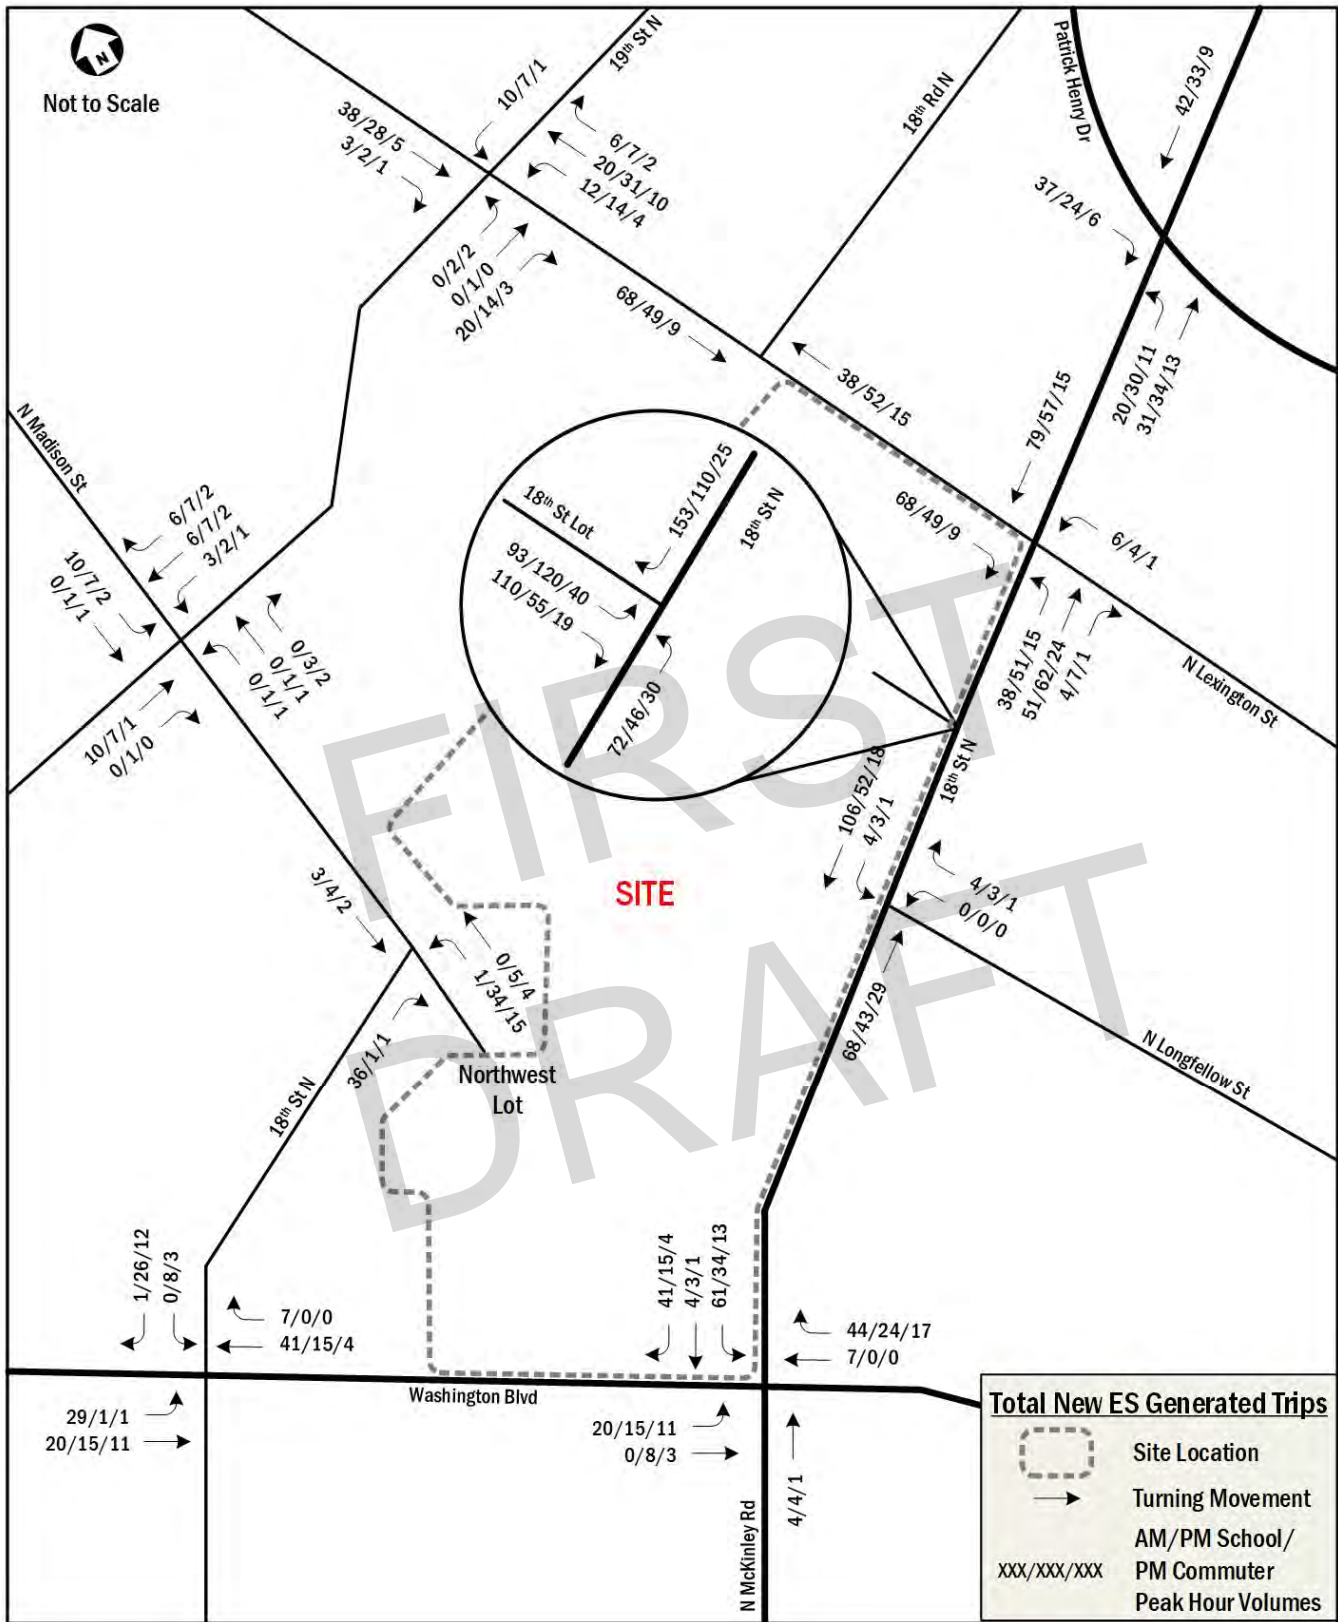 N
Not to Scale
19th St N
10/7/1
38/28/5
3/2/1
6/7/2
20/31/10
12/14/4
0/2/2
0/1/0
20/14/3
18th Rd N
Patrick Henry Dr
42/33/9
37/24/6
20/30/11
31/34/13
68/49/9
38/52/15
79/57/15
68/49/9
6/4/1
38/51/15
51/62/24
4/7/1
N Lexington St
N Madison St
6/7/2
6/7/2
3/2/1
10/7/2
0/1/1
0/3/2
0/1/1
0/1/1
10/7/1
0/1/0
18th St Lot
153/110/25
18th St N
93/120/40
110/55/19
72/46/30
FIRST
DRAFT
SITE
18th St N
106/52/18
4/3/1
4/3/1
0/0/0
68/43/29
N Longfellow St
3/4/2
0/5/4
1/34/15
36/1/1
18th St N
Northwest
Lot
1/26/12
0/8/3
7/0/0
41/15/4
29/1/1
20/15/11
Washington Blvd
41/15/4
4/3/1
61/34/13
44/24/17
7/0/0
20/15/11
0/8/3
4/4/1
N McKinley Rd
Total New ES Generated Trips
Site Location
Turning Movement
XXX/XXX/XXX
AM/PM School/
PM Commuter
Peak Hour Volumes